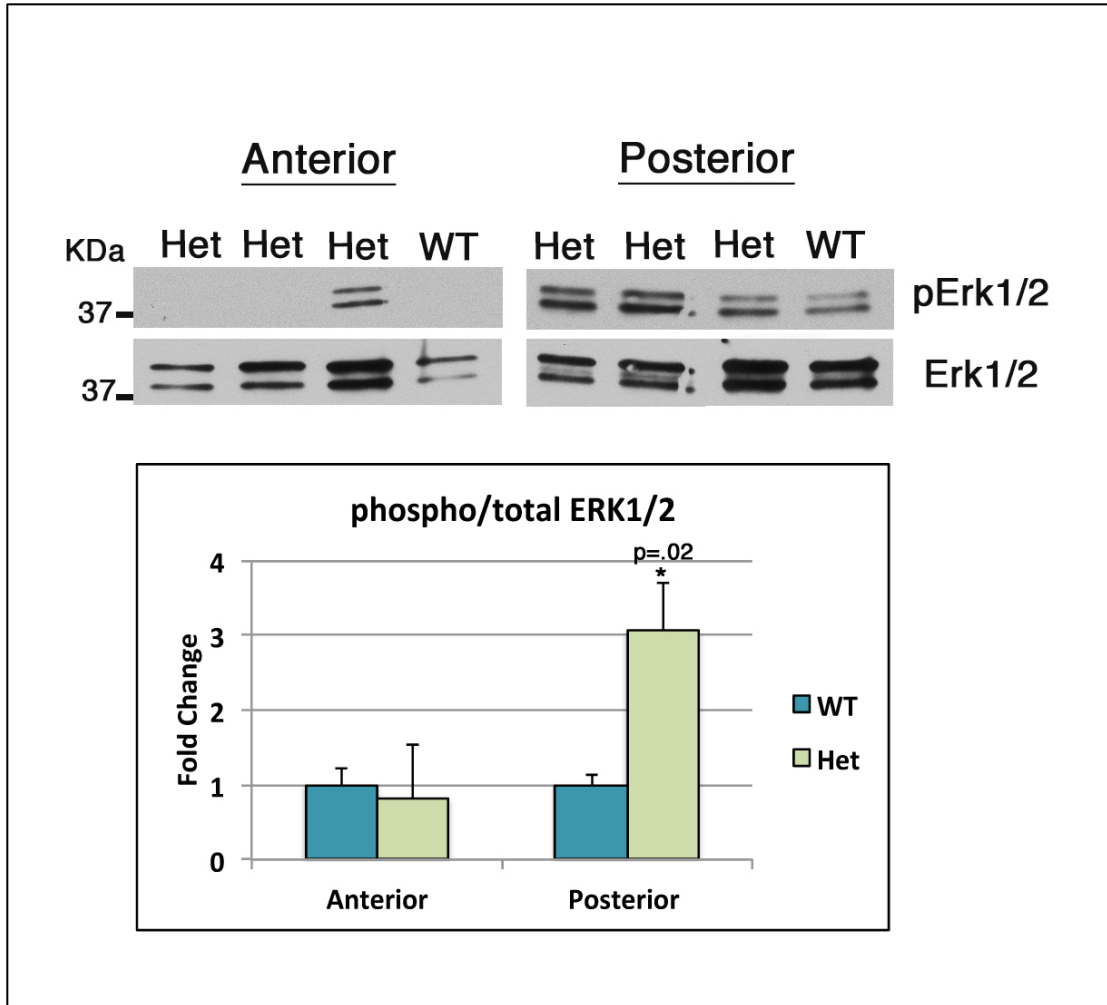 Anterior Posterior
KDa Het Het Het WT Het Het Het WT
37 pErk1/2
37 Erk1/2
phospho/total ERK1/2
p=.02
*
4
3
2
1
0
Fold Change
WT
Het
Anterior Posterior